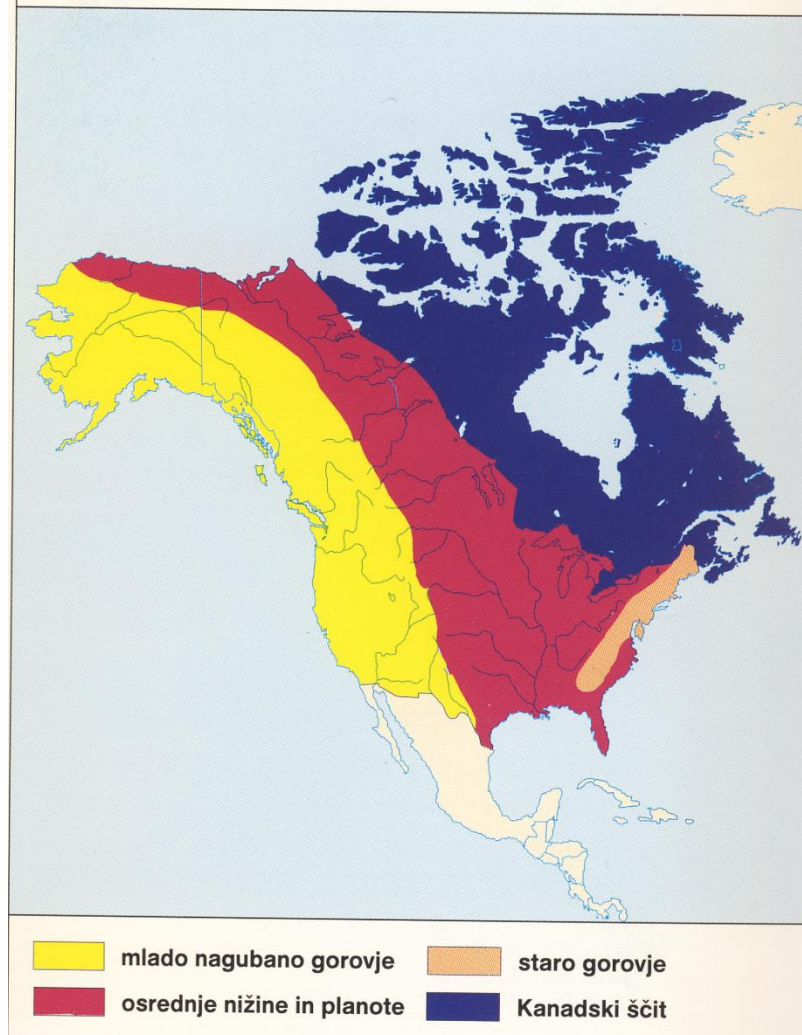 mlado nagubano gorovje
staro gorovje
osrednje nižine in planote
Kanadski ščit